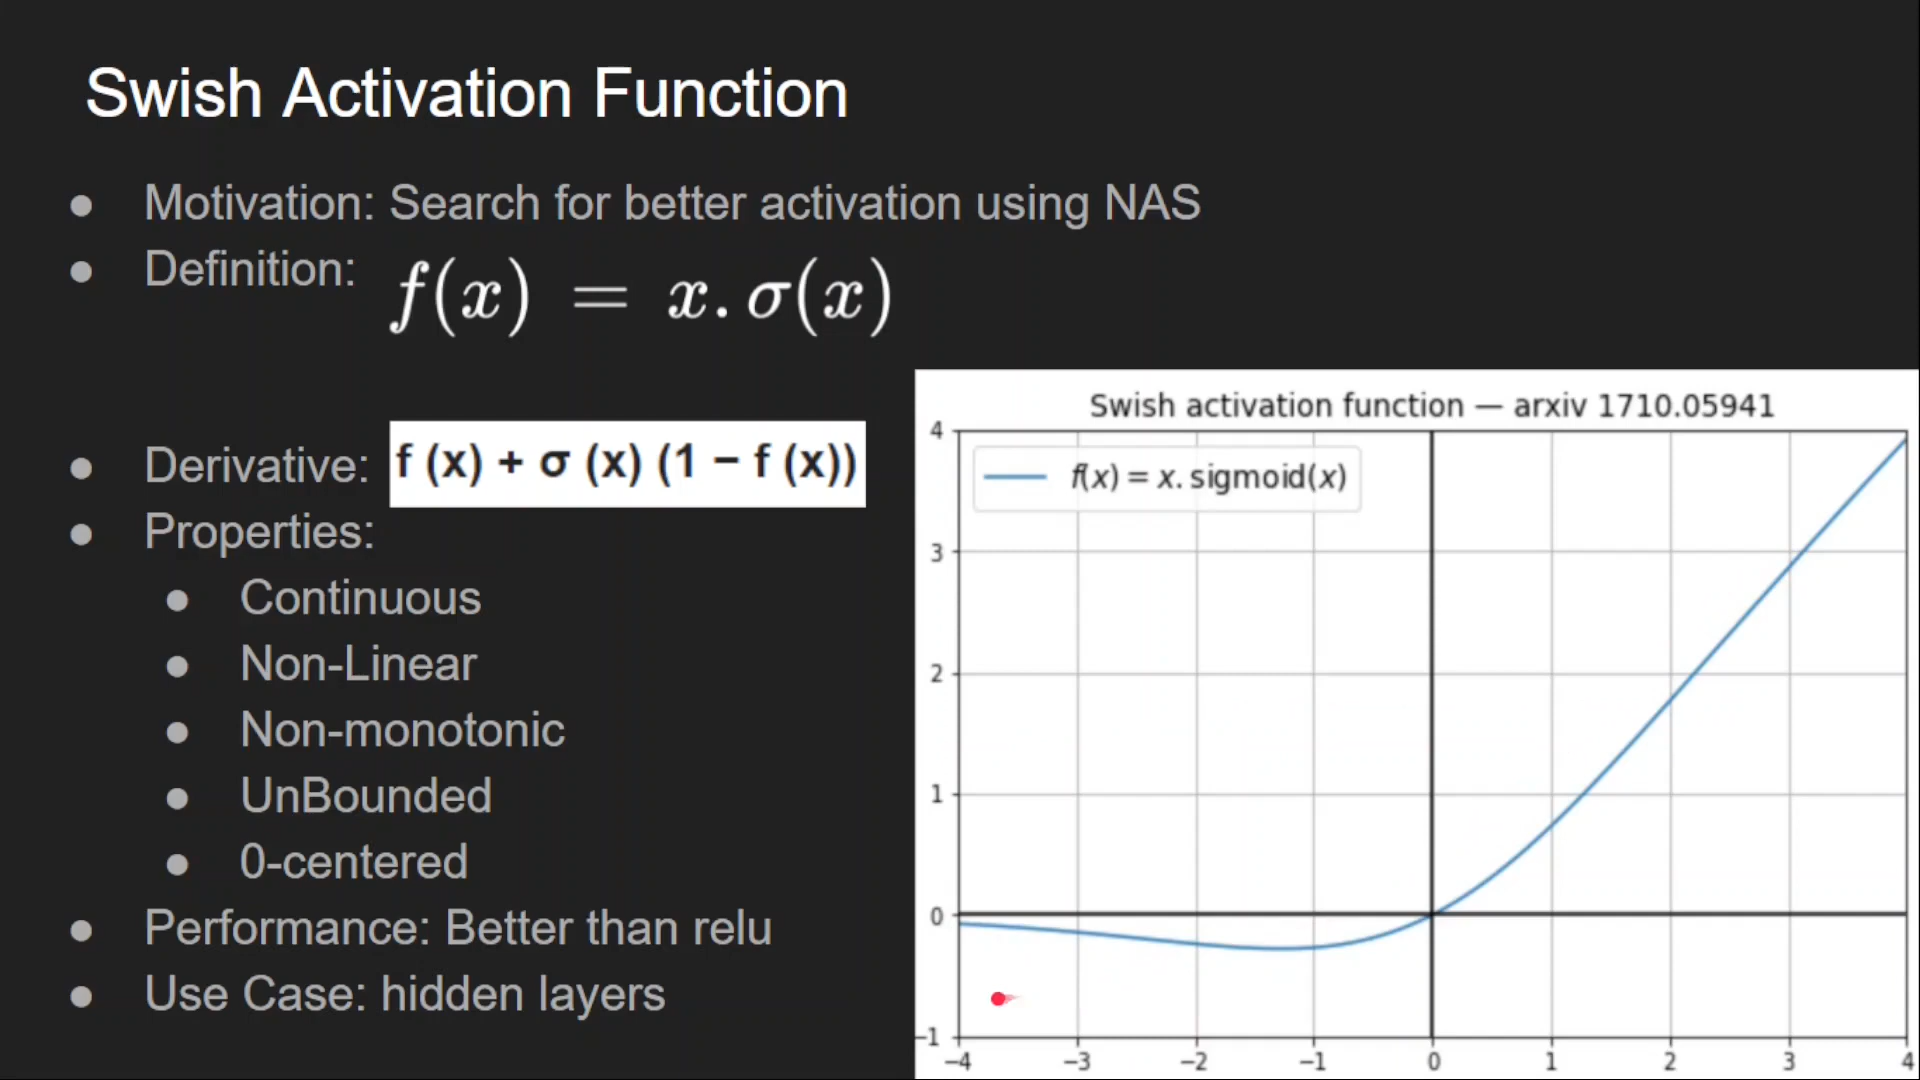 Swish Activation Function
● Motivation: Search for better activation using NAS
● Definition: f(x) = x. σ(x)
● Derivative: f (x) + σ (x) (1 − f (x))
● Properties:
● Continuous
● Non-Linear
● Non-monotonic
● UnBounded
● 0-centered
● Performance: Better than relu
● Use Case: hidden layers
Swish activation function — arxiv 1710.05941
f(x) = x. sigmoid(x)
4
3
2
1
0
−1
−4 −3 −2 −1 0 1 2 3 4